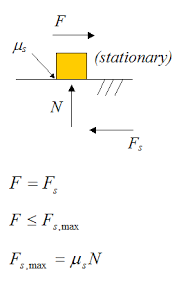 F
μs
(stationary)
N
Fs
F = Fs
F ≤ Fs,max
Fs,max = μsN